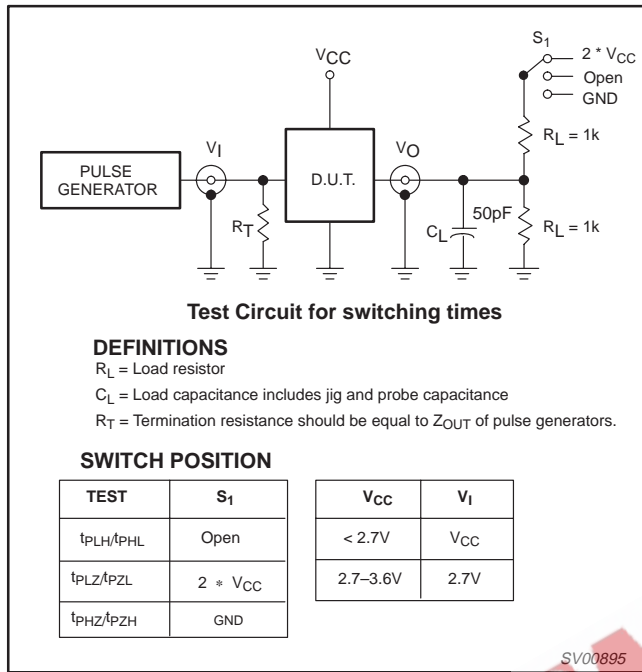 S1
2 * VCC
Open
GND
VCC
RL = 1k
VI
VO
PULSE
GENERATOR
D.U.T.
RT
50pF
CL
RL = 1k
Test Circuit for switching times
DEFINITIONS
RL = Load resistor
CL = Load capacitance includes jig and probe capacitance
RT = Termination resistance should be equal to ZOUT of pulse generators.
SWITCH POSITION
TEST S1
tPLH/tPHL Open
tPLZ/tPZL 2 * VCC
tPHZ/tPZH GND
VCC VI
< 2.7V VCC
2.7–3.6V 2.7V
SV00895